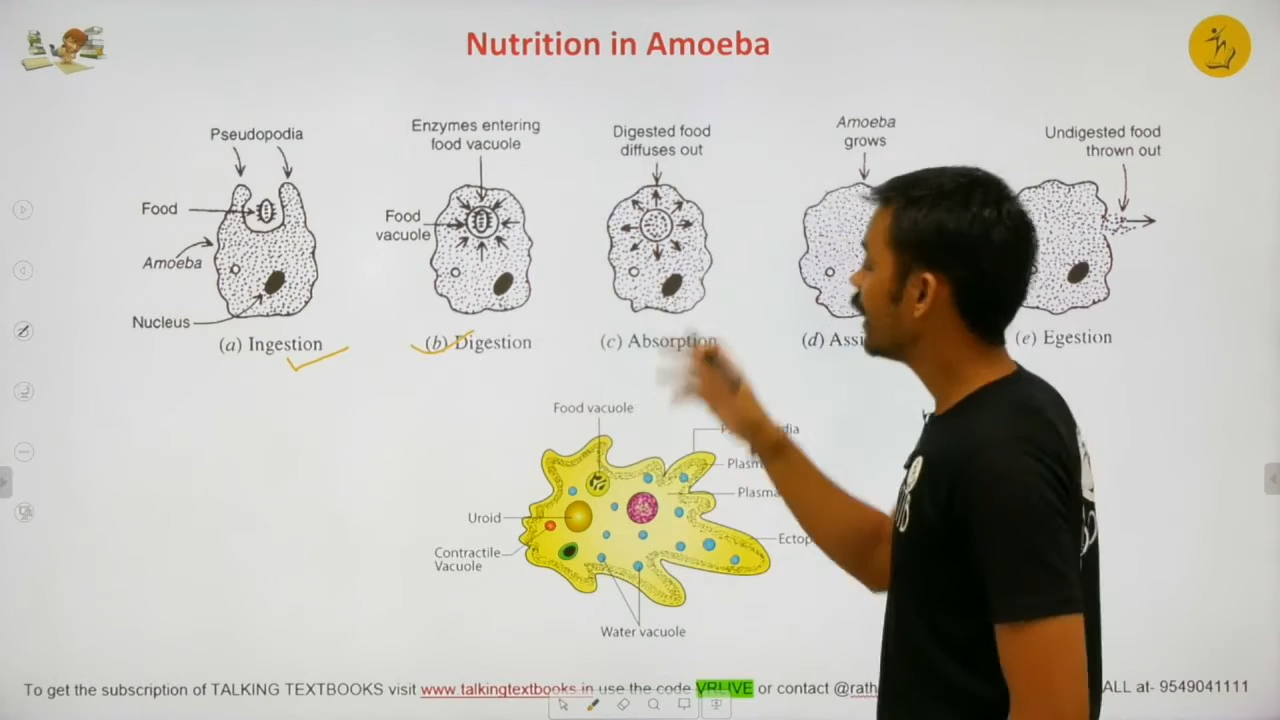 Nutrition in Amoeba
Pseudopodia
Food
Amoeba
Nucleus
(a) Ingestion
Enzymes entering
food vacuole
Food
vacuole
(b) Digestion
Digested food
diffuses out
(c) Absorption
Amoeba
grows
(d) Assi
Undigested food
thrown out
(e) Egestion
Food vacuole
Uroid
Contractile
Vacuole
Water vacuole
P dia
Plasm
Plasma
Ectop
To get the subscription of TALKING TEXTBOOKS visit www.talkingtextbooks.in use the code VRLIVE or contact @rath ALL at- 9549041111